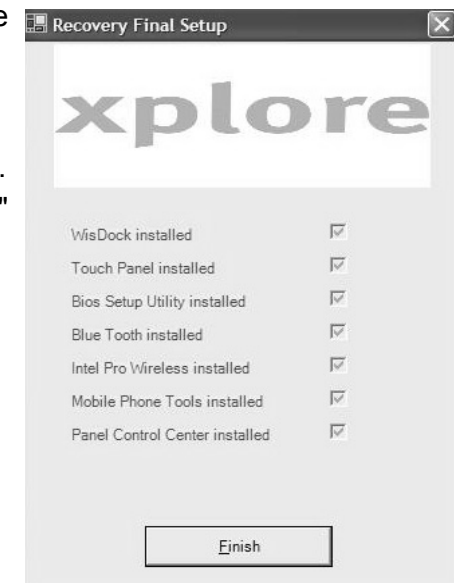 e
Recovery Final Setup
xplore
.
"
WisDock installed
Touch Panel installed
Bios Setup Utility installed
Blue Tooth installed
Intel Pro Wireless installed
Mobile Phone Tools installed
Panel Control Center installed
Finish